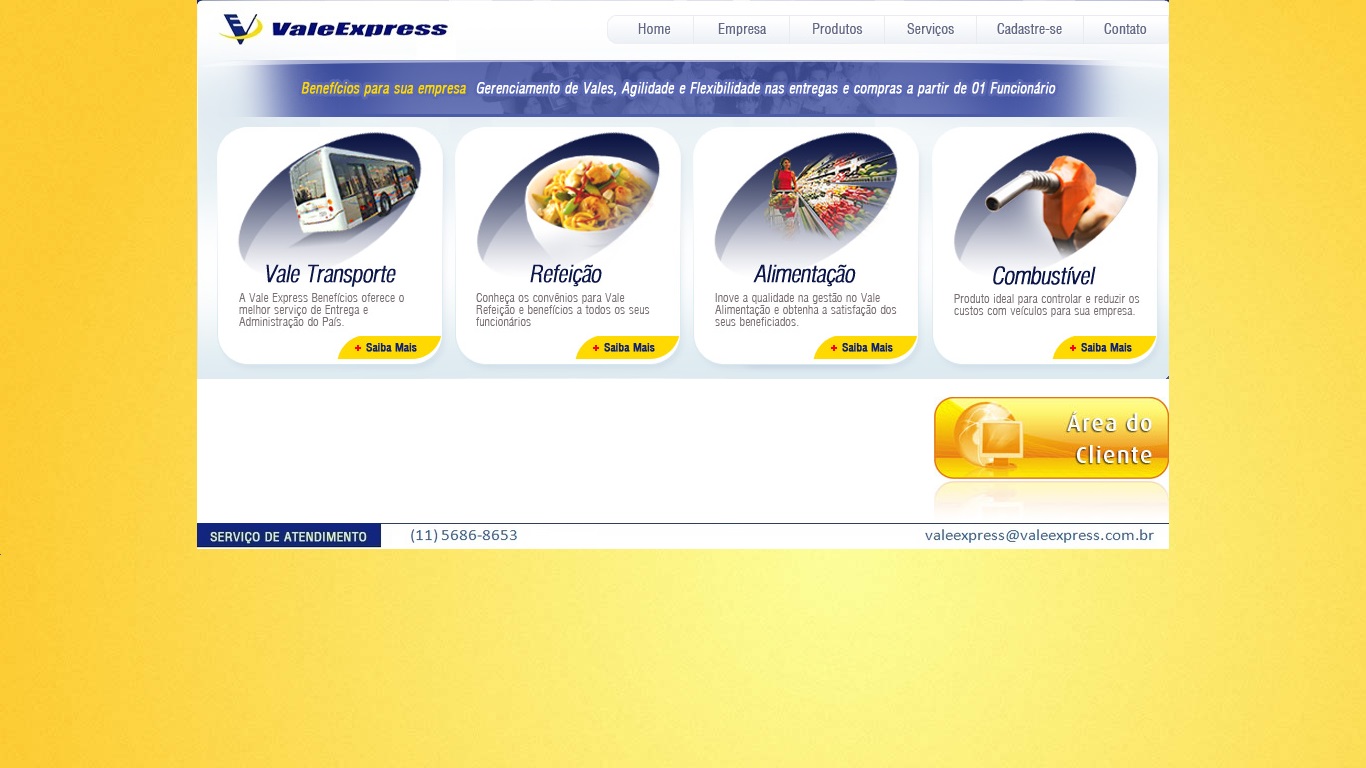 ValeExpress
Home
Empresa
Produtos
Serviços
Cadastre-se
Contato
Benefícios para sua empresa Gerenciamento de Vales, Agilidade e Flexibilidade nas entregas e compras a partir de 01 Funcionário
Vale Transporte
A Vale Express Benefícios oferece o
melhor serviço de Entrega e
Administração do País.
+ Saiba Mais
Refeição
Conheça os convênios para Vale
Refeição e benefícios a todos os seus
funcionários
+ Saiba Mais
Alimentação
Inove a qualidade na gestão no Vale
Alimentação e obtenha a satisfação dos
seus beneficiados.
+ Saiba Mais
Combustível
Produto ideal para controlar e reduzir os
custos com veículos para sua empresa.
+ Saiba Mais
Área do
Cliente
SERVIÇO DE ATENDIMENTO
(11) 5686-8653
valeexpress@valeexpress.com.br